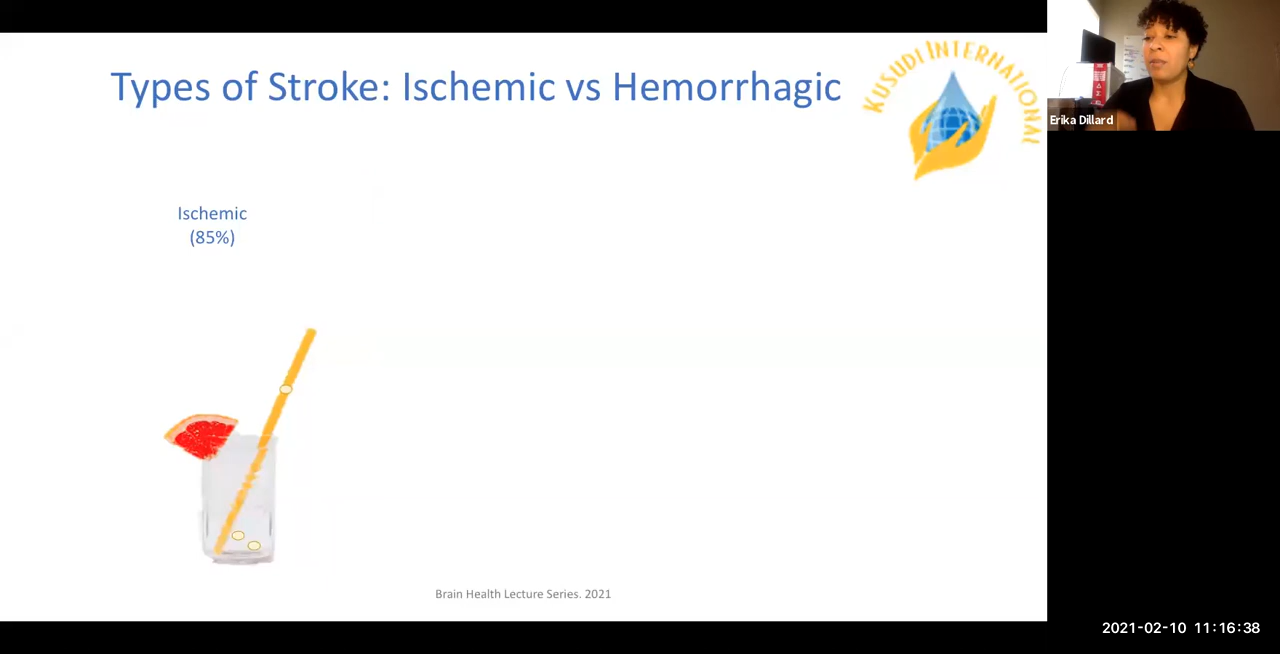 Types of Stroke: Ischemic vs Hemorrhagic
KUSUDI INTERNATIONAL
Erika Dillard
Ischemic
(85%)
Brain Health Lecture Series. 2021
2021-02-10 11:16:38